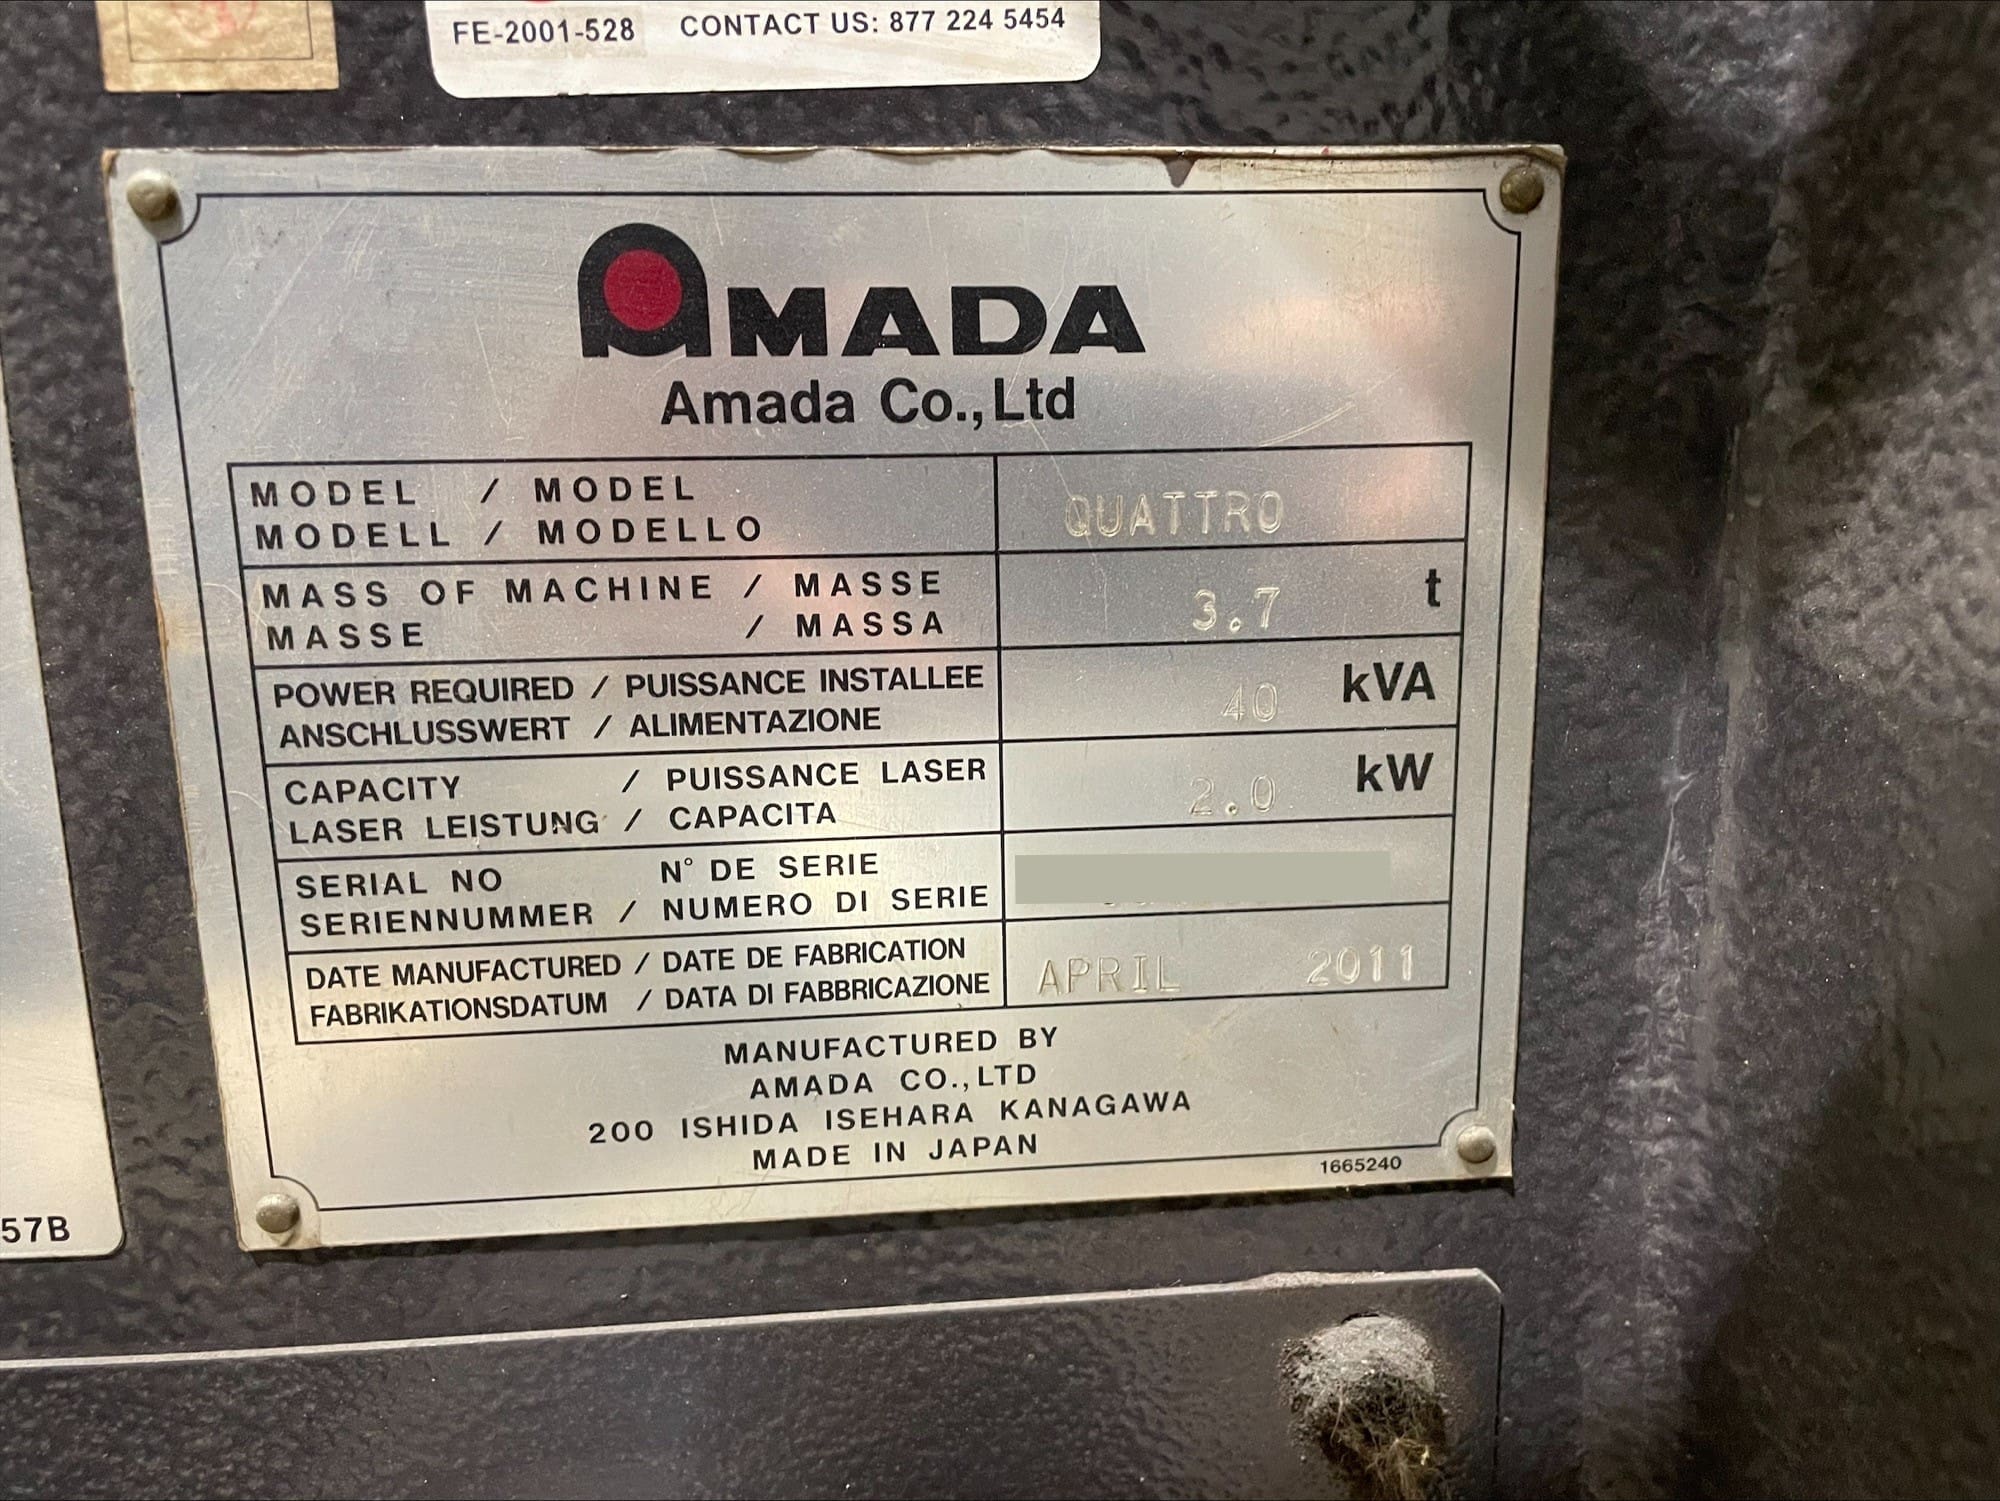 FE-2001-528 CONTACT US: 877 224 5454
AMADA
Amada Co.,Ltd
MODEL / MODEL
MODELL / MODELLO
QUATTRO
MASS OF MACHINE / MASSE
MASSE / MASSA
3.7 t
POWER REQUIRED / PUISSANCE INSTALLEE
ANSCHLUSSWERT / ALIMENTAZIONE
40 kVA
CAPACITY / PUISSANCE LASER
LASER LEISTUNG / CAPACITA
2.0 kW
SERIAL NO N° DE SERIE
SERIENNUMMER / NUMERO DI SERIE
DATE MANUFACTURED / DATE DE FABRICATION
FABRIKATIONSDATUM / DATA DI FABBRICAZIONE
APRIL 2011
MANUFACTURED BY
AMADA CO.,LTD
200 ISHIDA ISEHARA KANAGAWA
MADE IN JAPAN
1665240
57B